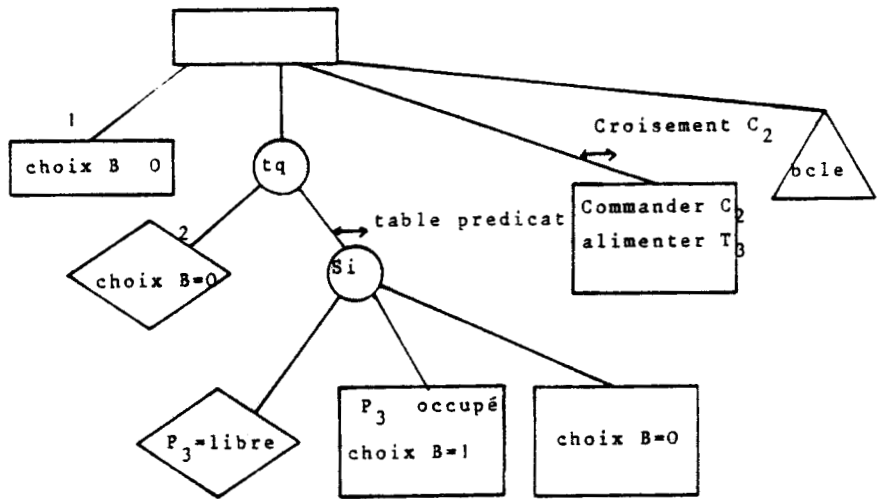 1
Croisement C2
choix B 0
tq
bcle
Commander C2
table predicat
alimenter T3
2
choix B=0
Si
P3 occupé
P3=libre
choix B=1
choix B=0